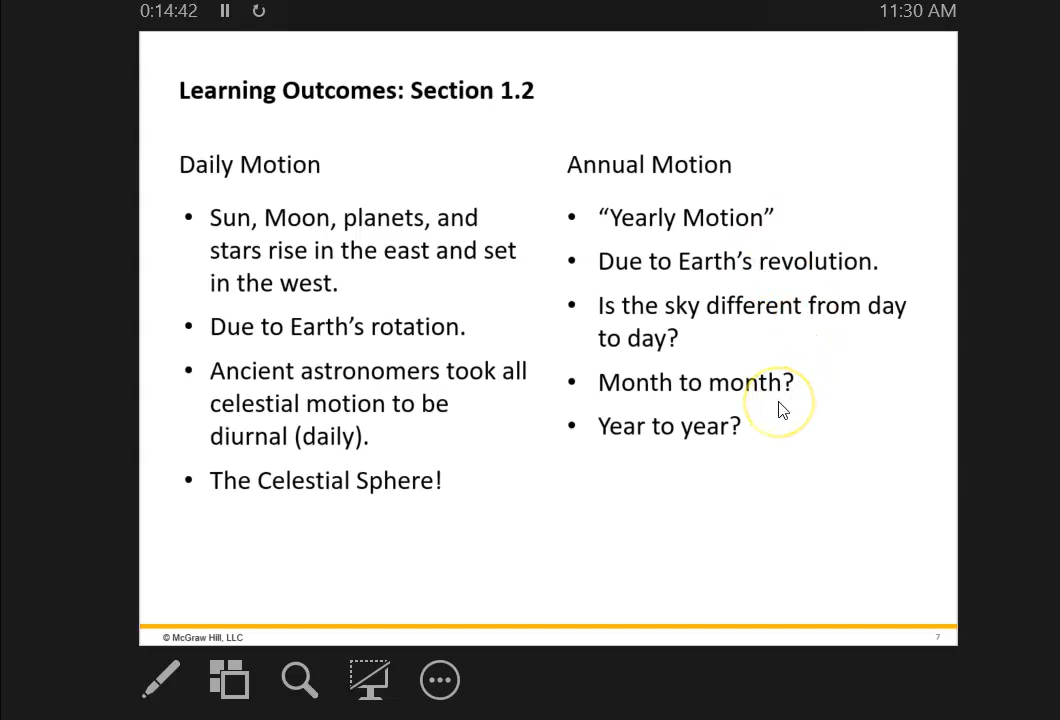 0:14:42
11:30 AM
Learning Outcomes: Section 1.2
Daily Motion
• Sun, Moon, planets, and
stars rise in the east and set
in the west.
• Due to Earth’s rotation.
• Ancient astronomers took all
celestial motion to be
diurnal (daily).
• The Celestial Sphere!
Annual Motion
• “Yearly Motion”
• Due to Earth’s revolution.
• Is the sky different from day
to day?
• Month to month?
• Year to year?
© McGraw Hill, LLC
7